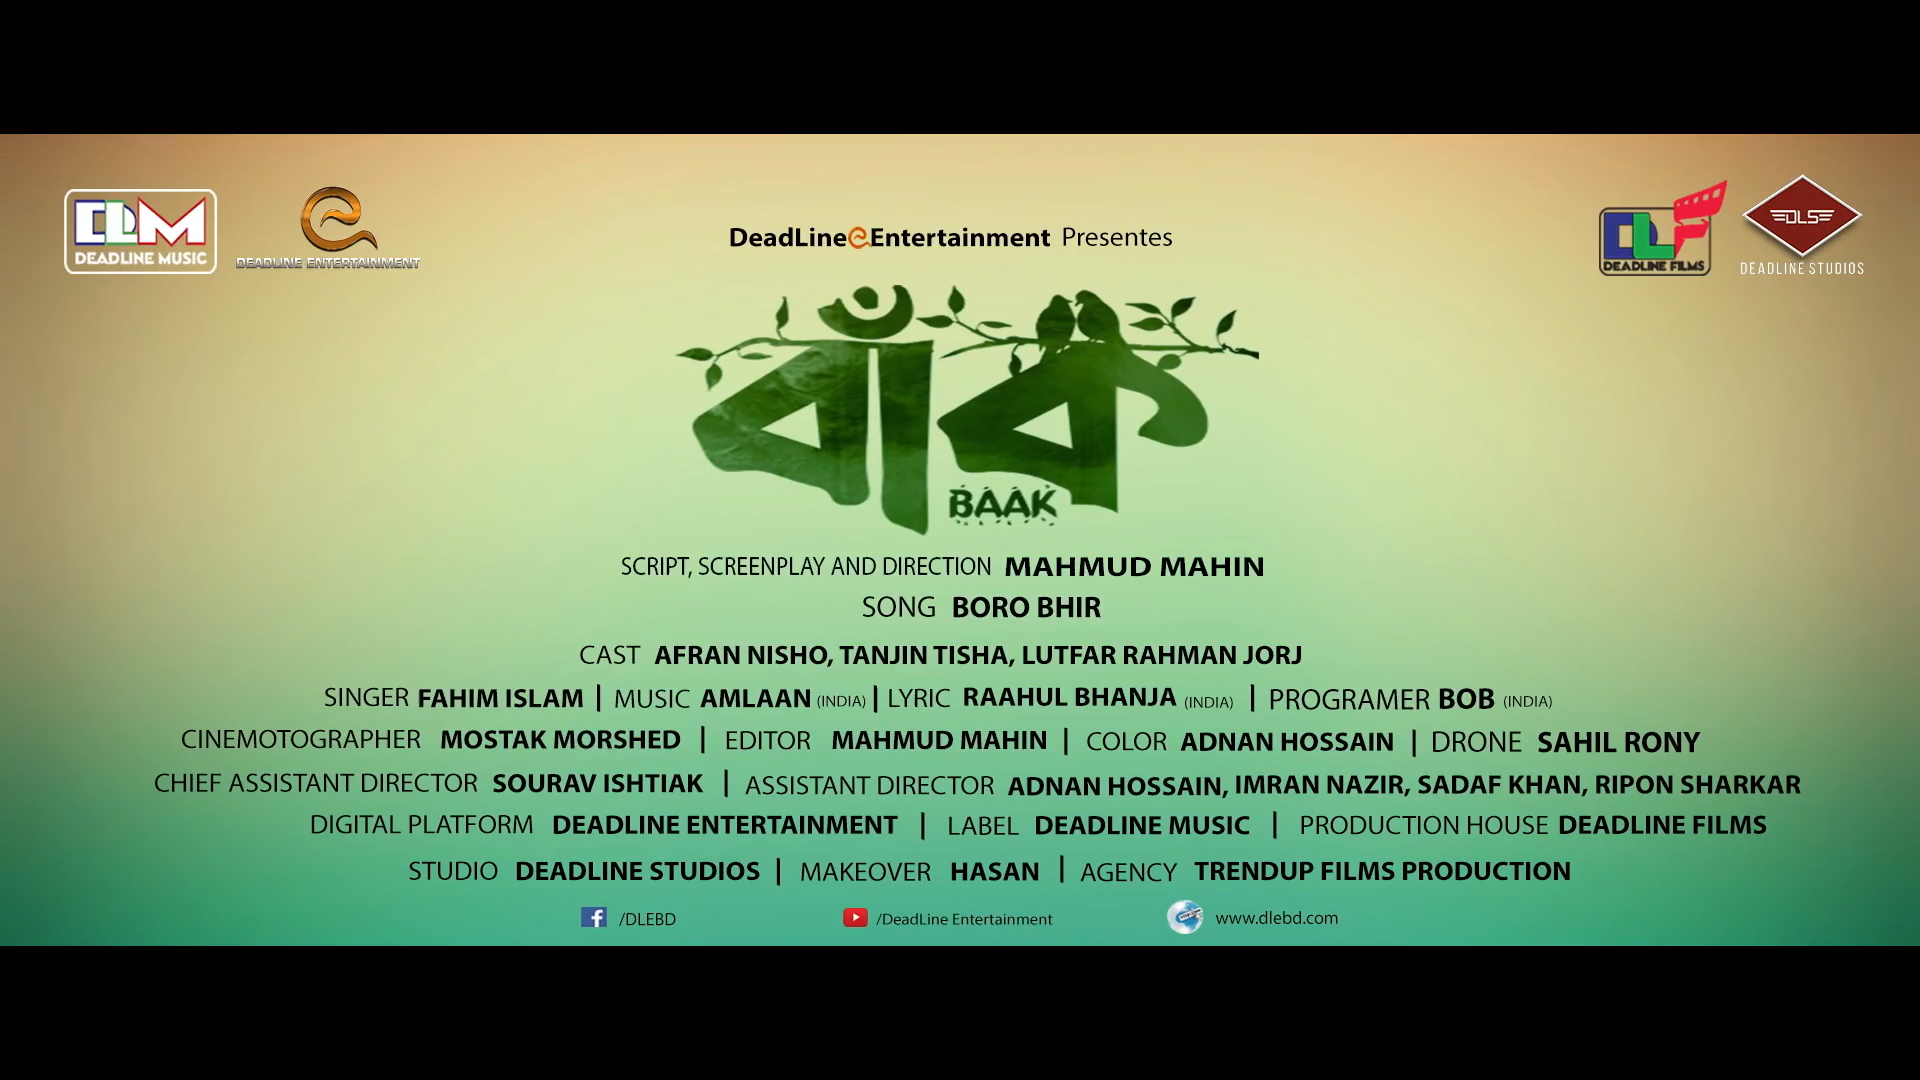 DLM
DEADLINE MUSIC
DEADLINE ENTERTAINMENT
DeadLine Entertainment Presentes
DLF
DEADLINE FILMS
DLS
DEADLINE STUDIOS
বাঁক
BAAK
SCRIPT, SCREENPLAY AND DIRECTION MAHMUD MAHIN
SONG BORO BHIR
CAST AFRAN NISHO, TANJIN TISHA, LUTFAR RAHMAN JORJ
SINGER FAHIM ISLAM | MUSIC AMLAAN (INDIA) | LYRIC RAAHUL BHANJA (INDIA) | PROGRAMER BOB (INDIA)
CINEMOTOGRAPHER MOSTAK MORSHED | EDITOR MAHMUD MAHIN | COLOR ADNAN HOSSAIN | DRONE SAHIL RONY
CHIEF ASSISTANT DIRECTOR SOURAV ISHTIAK | ASSISTANT DIRECTOR ADNAN HOSSAIN, IMRAN NAZIR, SADAF KHAN, RIPON SHARKAR
DIGITAL PLATFORM DEADLINE ENTERTAINMENT | LABEL DEADLINE MUSIC | PRODUCTION HOUSE DEADLINE FILMS
STUDIO DEADLINE STUDIOS | MAKEOVER HASAN | AGENCY TRENDUP FILMS PRODUCTION
/DLEBD /DeadLine Entertainment www.dlebd.com